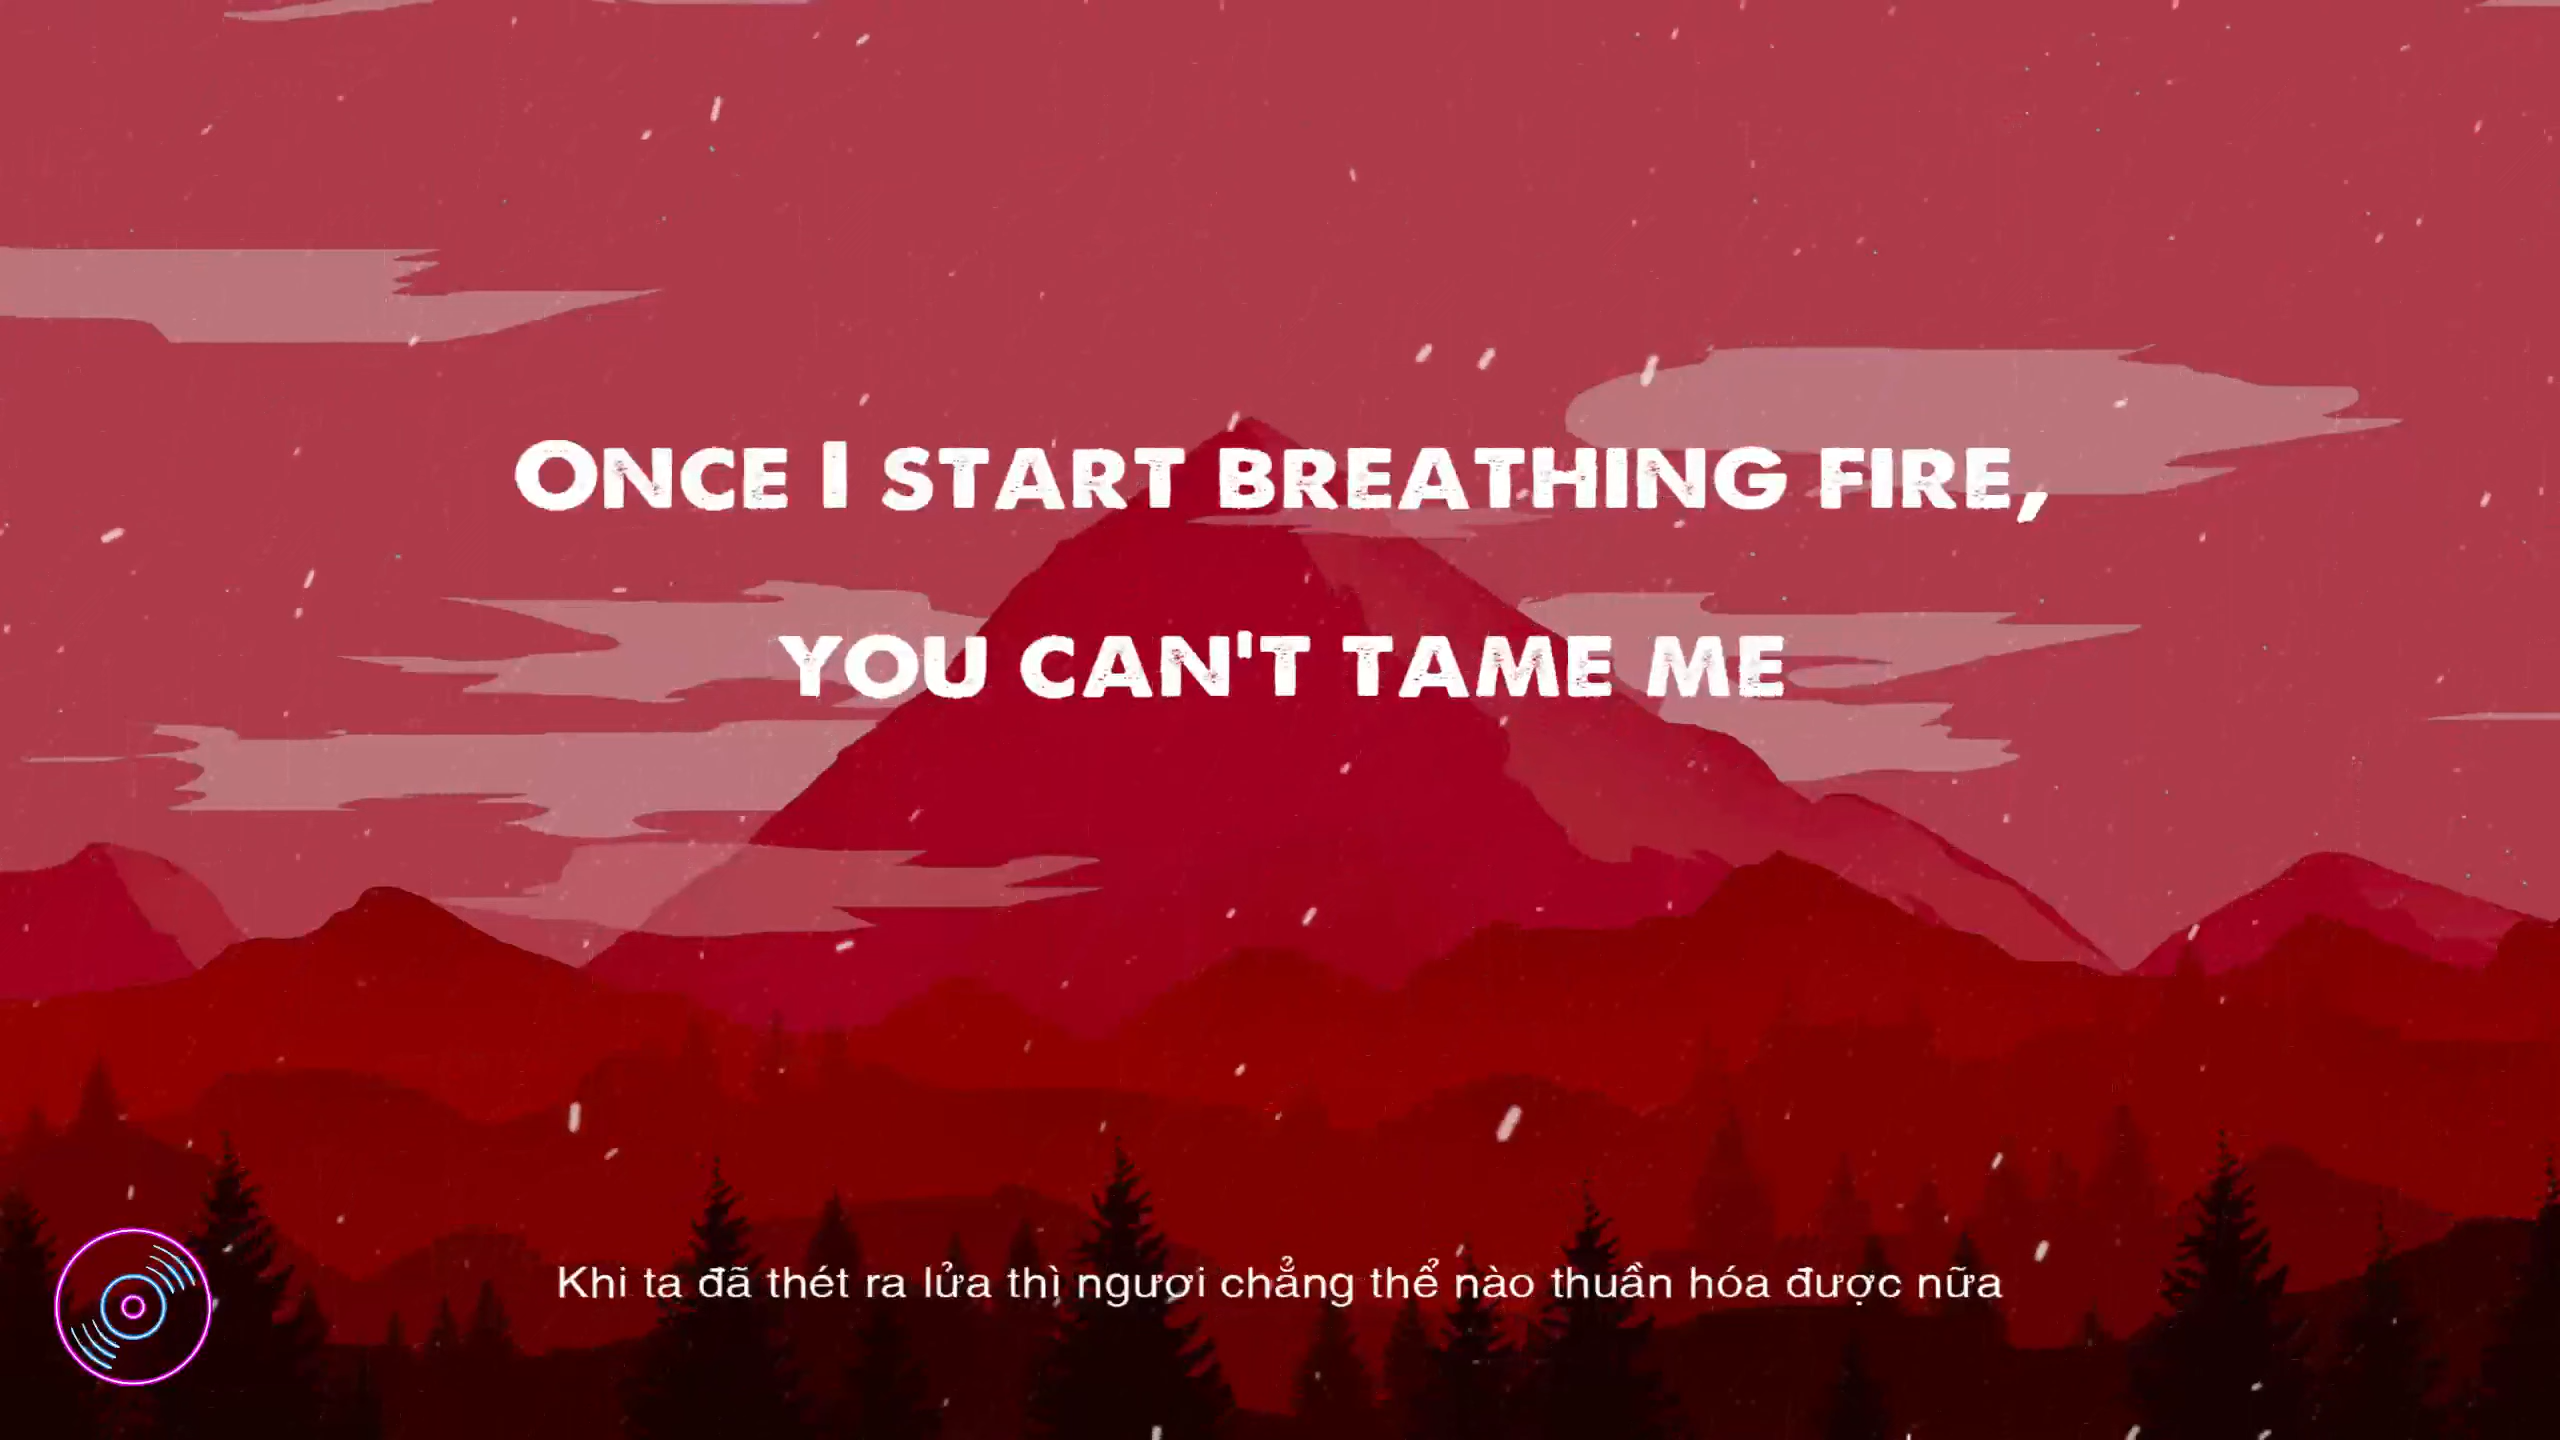 Once I start breathing fire,
you can't tame me
Khi ta đã thét ra lửa thì ngươi chẳng thể nào thuần hóa được nữa